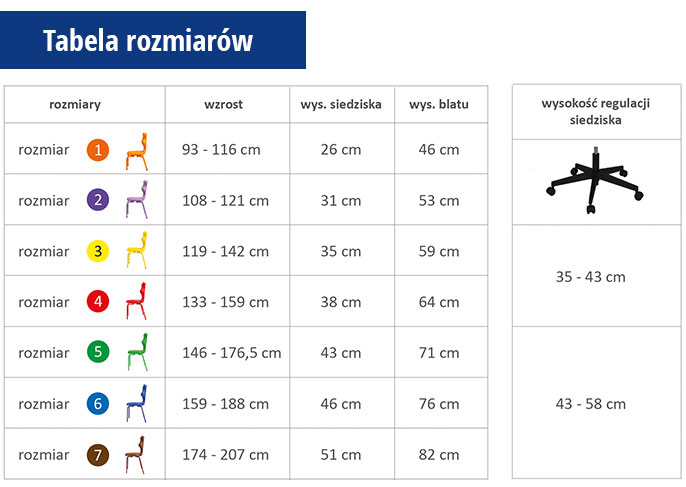 Tabela rozmiarów
rozmiary wzrost wys. siedziska wys. blatu
rozmiar 1 93 - 116 cm 26 cm 46 cm
rozmiar 2 108 - 121 cm 31 cm 53 cm
rozmiar 3 119 - 142 cm 35 cm 59 cm
rozmiar 4 133 - 159 cm 38 cm 64 cm
rozmiar 5 146 - 176,5 cm 43 cm 71 cm
rozmiar 6 159 - 188 cm 46 cm 76 cm
rozmiar 7 174 - 207 cm 51 cm 82 cm
wysokość regulacji
siedziska
35 - 43 cm
43 - 58 cm